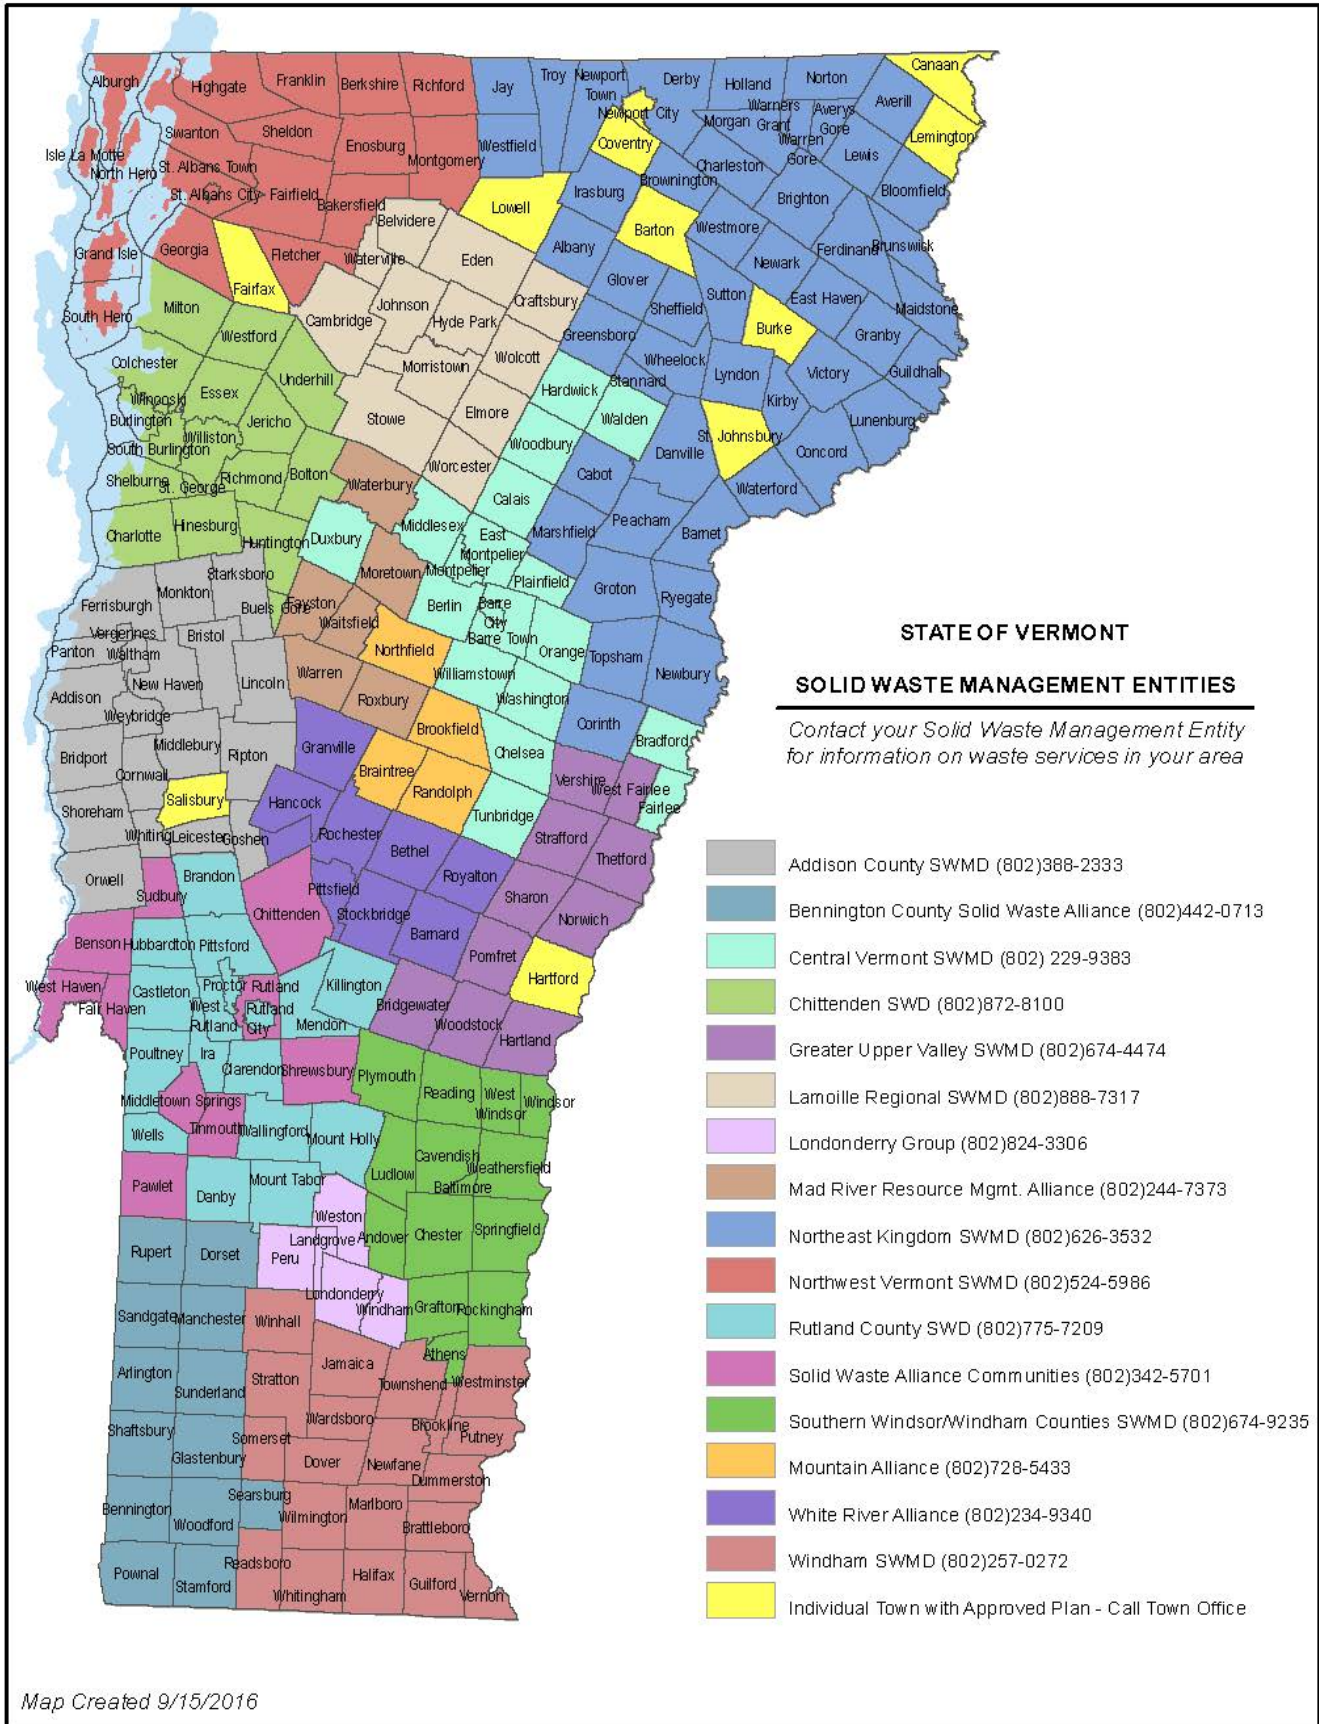 Alburgh
Highgate
Franklin
Berkshire
Richford
Jay
Troy
Newport
Town
Derby
Holland
Norton
Canaan
Averill
Newport City
Warners
Grant
Averys
Gore
Morgan
Warren
Gore
Lewis
Lemington
Swanton
Sheldon
Enosburg
Montgomery
Westfield
Coventry
Charleston
Isle La Motte
North Hero
St. Albans Town
St. Albans City
Fairfield
Bakersfield
Lowell
Irasburg
Brownington
Brighton
Bloomfield
Belvidere
Barton
Westmore
Grand Isle
Georgia
Fletcher
Waterville
Eden
Albany
Newark
Ferdinand
Brunswick
Fairfax
Glover
South Hero
Milton
Johnson
Craftsbury
Sheffield
Sutton
East Haven
Maidstone
Cambridge
Hyde Park
Westford
Greensboro
Burke
Granby
Colchester
Morristown
Wolcott
Wheelock
Essex
Underhill
Stannard
Lyndon
Victory
Guildhall
Winooski
Hardwick
Kirby
Burlington
Jericho
Stowe
Elmore
Walden
Lunenburg
Williston
South Burlington
Woodbury
St. Johnsbury
Danville
Concord
Shelburne
St. George
Richmond
Bolton
Worcester
Cabot
Waterbury
Waterford
Calais
Charlotte
Hinesburg
Huntington
Duxbury
Middlesex
East
Montpelier
Marshfield
Peacham
Barnet
Starksboro
Moretown
Montpelier
Plainfield
Monkton
Groton
Ryegate
Ferrisburgh
Buels Gore
Fayston
Berlin
Barre
City
Waitsfield
Vergennes
Bristol
Barre Town
Panton
Waltham
Northfield
Orange
Topsham
Williamstown
Newbury
Addison
New Haven
Lincoln
Warren
Roxbury
Washington
Weybridge
Brookfield
Corinth
Bridport
Middlebury
Ripton
Granville
Chelsea
Bradford
Cornwall
Braintree
Randolph
Vershire
West Fairlee
Fairlee
Salisbury
Hancock
Shoreham
Tunbridge
Whiting
Leicester
Goshen
Rochester
Strafford
Bethel
Thetford
Orwell
Brandon
Sudbury
Pittsfield
Royalton
Sharon
Chittenden
Stockbridge
Norwich
Benson
Hubbardton
Pittsford
Barnard
Pomfret
Hartford
West Haven
Castleton
Proctor
Rutland
Killington
Fair Haven
West
Rutland
Rutland
City
Mendon
Bridgewater
Woodstock
Hartland
Poultney
Ira
Clarendon
Shrewsbury
Plymouth
Reading
West
Windsor
Windsor
Middletown Springs
Tinmouth
Wallingford
Mount Holly
Wells
Cavendish
Weathersfield
Ludlow
Baltimore
Pawlet
Danby
Mount Tabor
Weston
Landgrove
Andover
Chester
Springfield
Rupert
Dorset
Peru
Londonderry
Windham
Grafton
Rockingham
Sandgate
Manchester
Winhall
Athens
Jamaica
Townshend
Westminster
Arlington
Sunderland
Stratton
Wardsboro
Brookline
Putney
Shaftsbury
Somerset
Glastenbury
Dover
Newfane
Dummerston
Bennington
Searsburg
Woodford
Wilmington
Marlboro
Brattleboro
Pownal
Stamford
Readsboro
Whitingham
Halifax
Guilford
Vernon
STATE OF VERMONT
SOLID WASTE MANAGEMENT ENTITIES
Contact your Solid Waste Management Entity
for information on waste services in your area
Addison County SWMD (802)388-2333
Bennington County Solid Waste Alliance (802)442-0713
Central Vermont SWMD (802) 229-9383
Chittenden SWD (802)872-8100
Greater Upper Valley SWMD (802)674-4474
Lamoille Regional SWMD (802)888-7317
Londonderry Group (802)824-3306
Mad River Resource Mgmt. Alliance (802)244-7373
Northeast Kingdom SWMD (802)626-3532
Northwest Vermont SWMD (802)524-5986
Rutland County SWD (802)775-7209
Solid Waste Alliance Communities (802)342-5701
Southern Windsor/Windham Counties SWMD (802)674-9235
Mountain Alliance (802)728-5433
White River Alliance (802)234-9340
Windham SWMD (802)257-0272
Individual Town with Approved Plan - Call Town Office
Map Created 9/15/2016